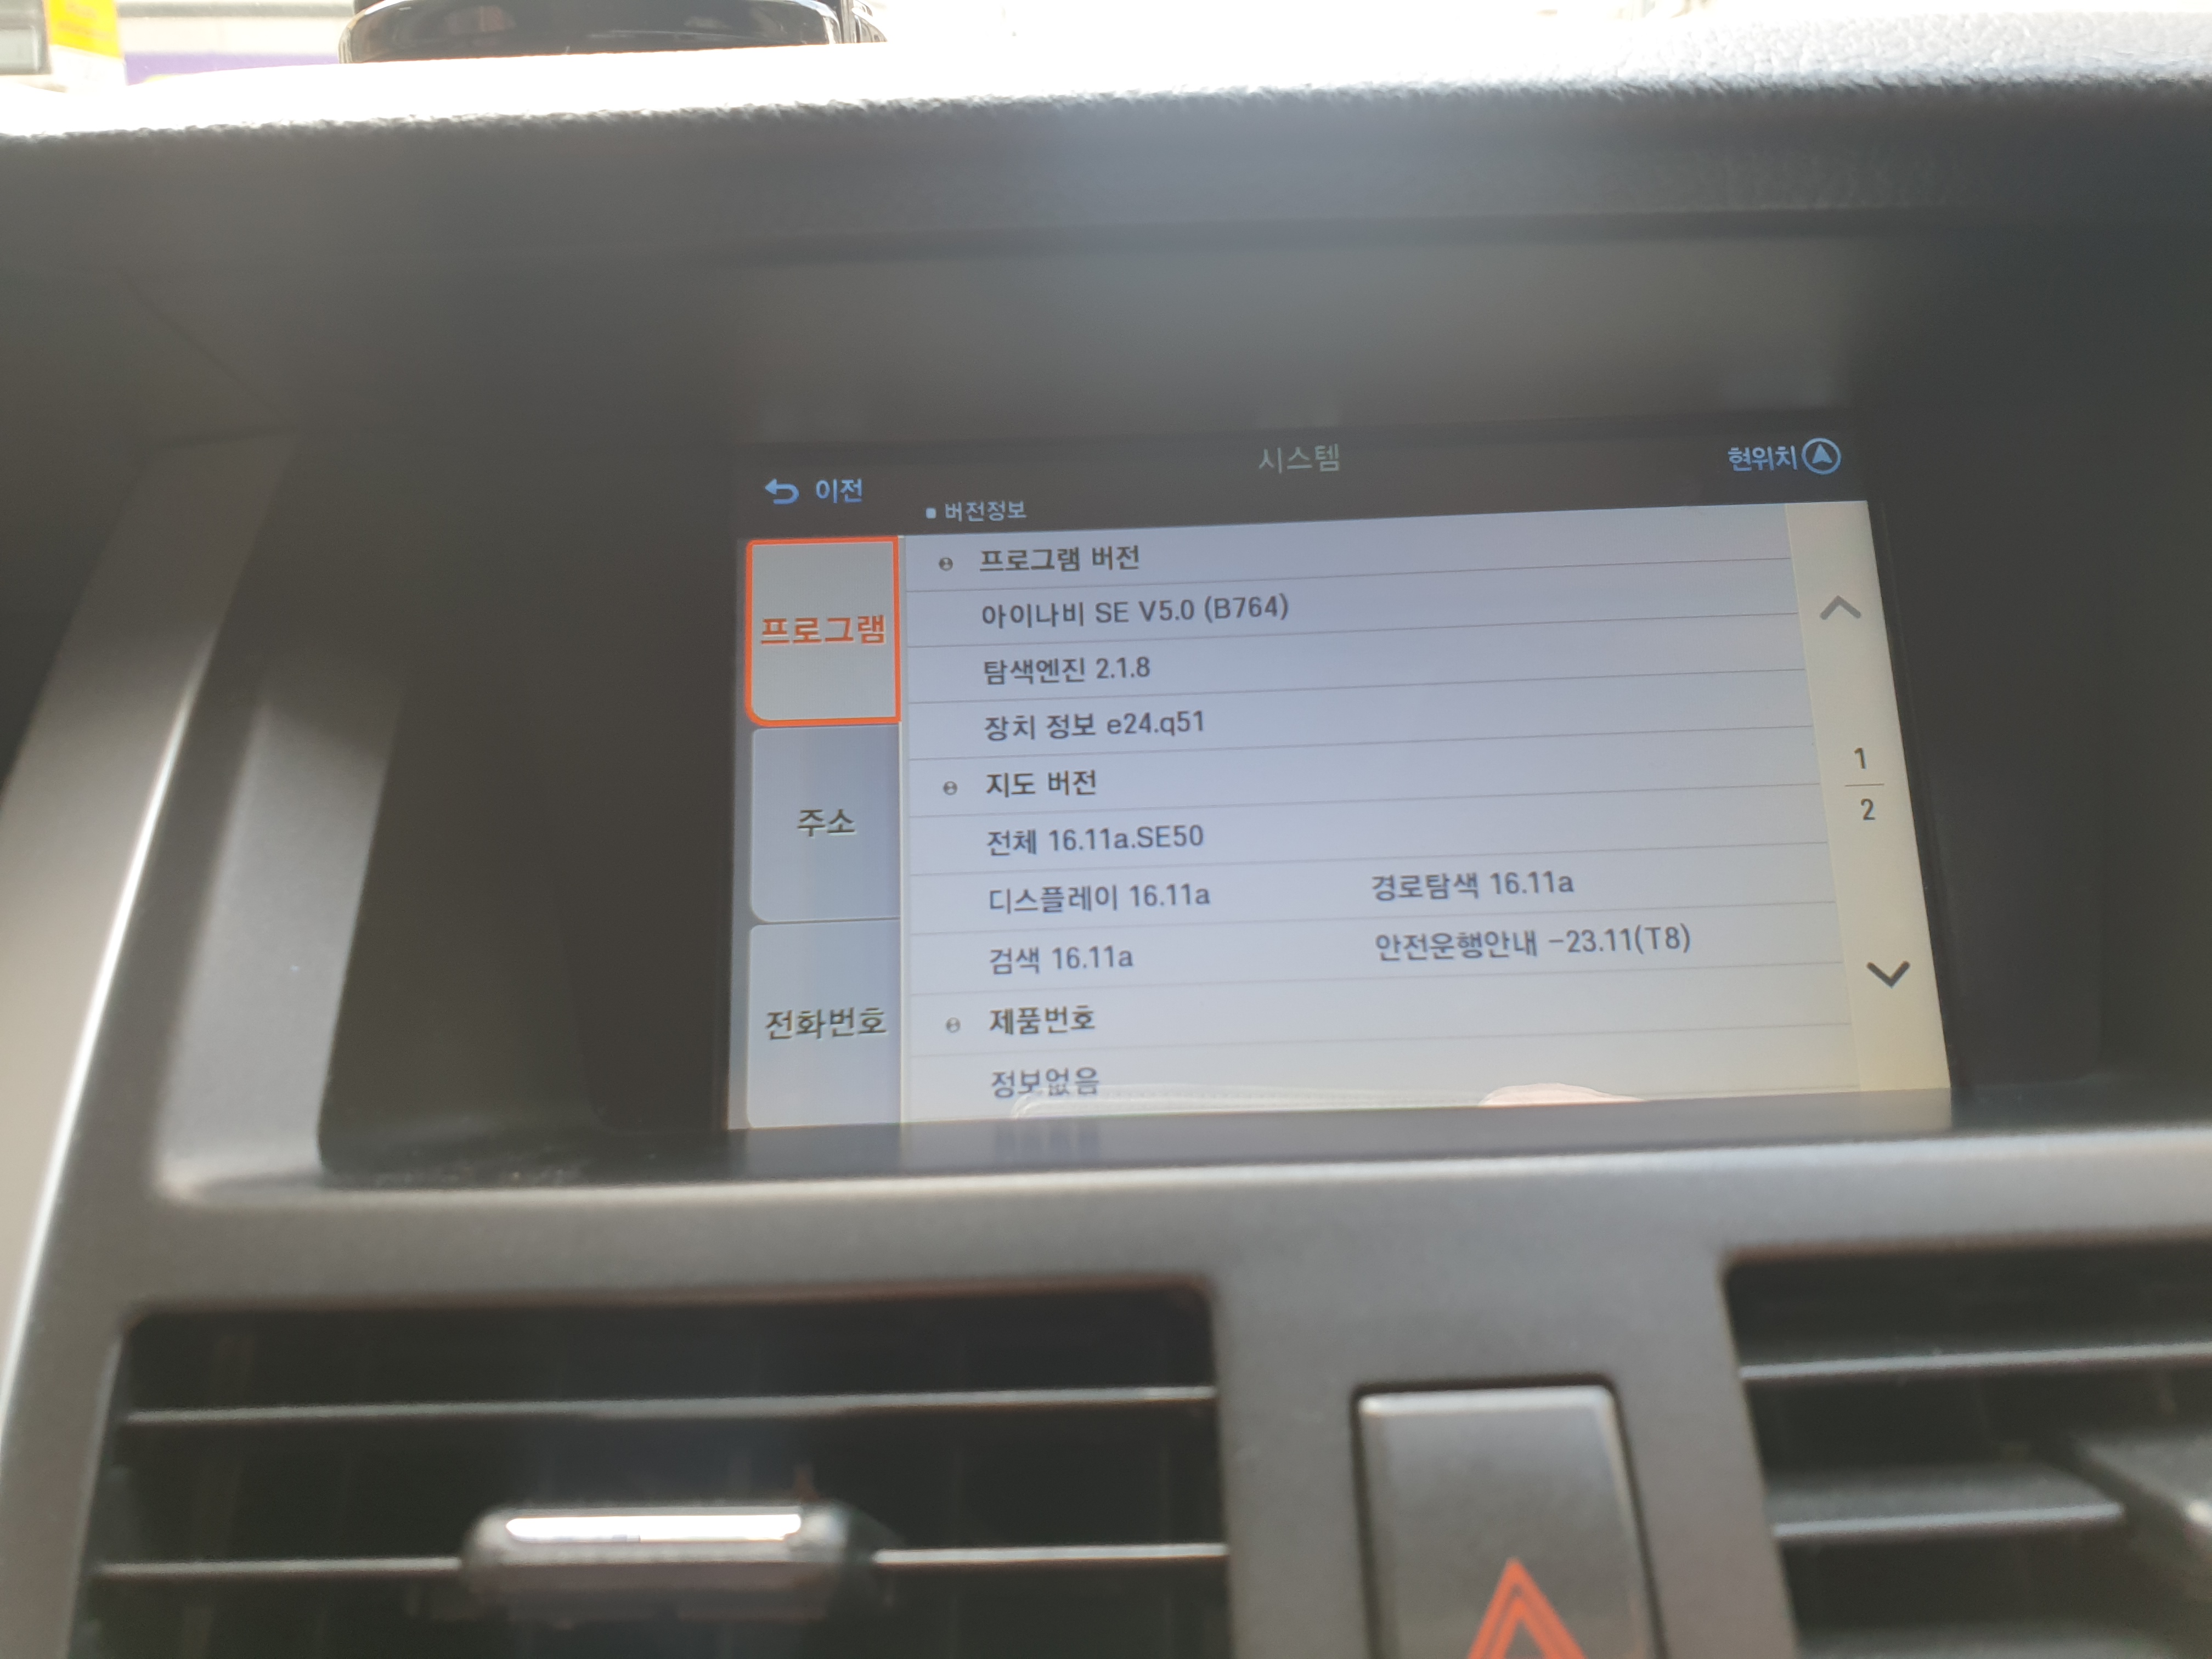 시스템
이전
현위치
버전정보
프로그램
주소
전화번호
프로그램 버전
아이나비 SE V5.0 (B764)
탐색엔진 2.1.8
장치 정보 e24.q51
지도 버전
전체 16.11a.SE50
디스플레이 16.11a 경로탐색 16.11a
검색 16.11a 안전운행안내 -23.11(T8)
제품번호
정보없음
1
2